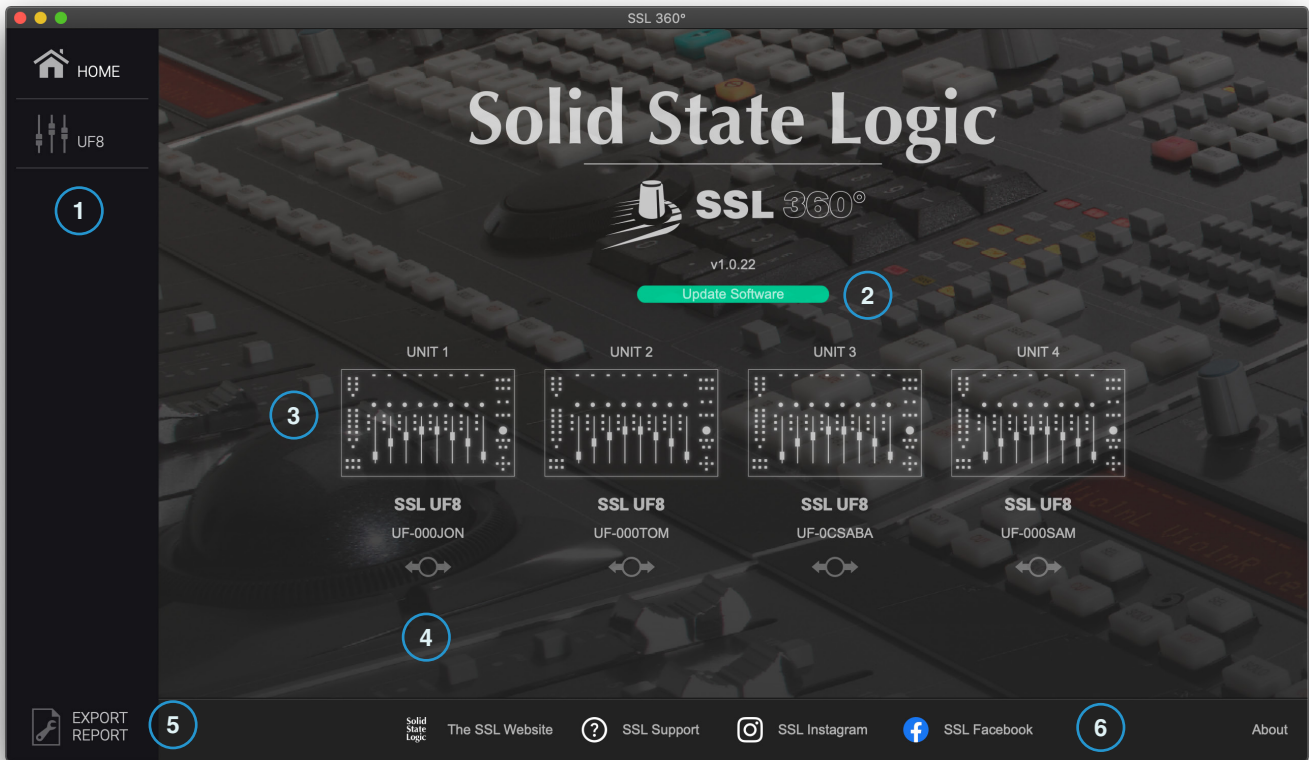 SSL 360°
HOME
UF8
1
Solid State Logic
SSL 360°
v1.0.22
Update Software
2
UNIT 1 UNIT 2 UNIT 3 UNIT 4
3
SSL UF8 SSL UF8 SSL UF8 SSL UF8
UF-000JON UF-000TOM UF-0CSABA UF-000SAM
4
EXPORT
REPORT
5
Solid
State
Logic
The SSL Website
SSL Support
SSL Instagram
SSL Facebook
6
About